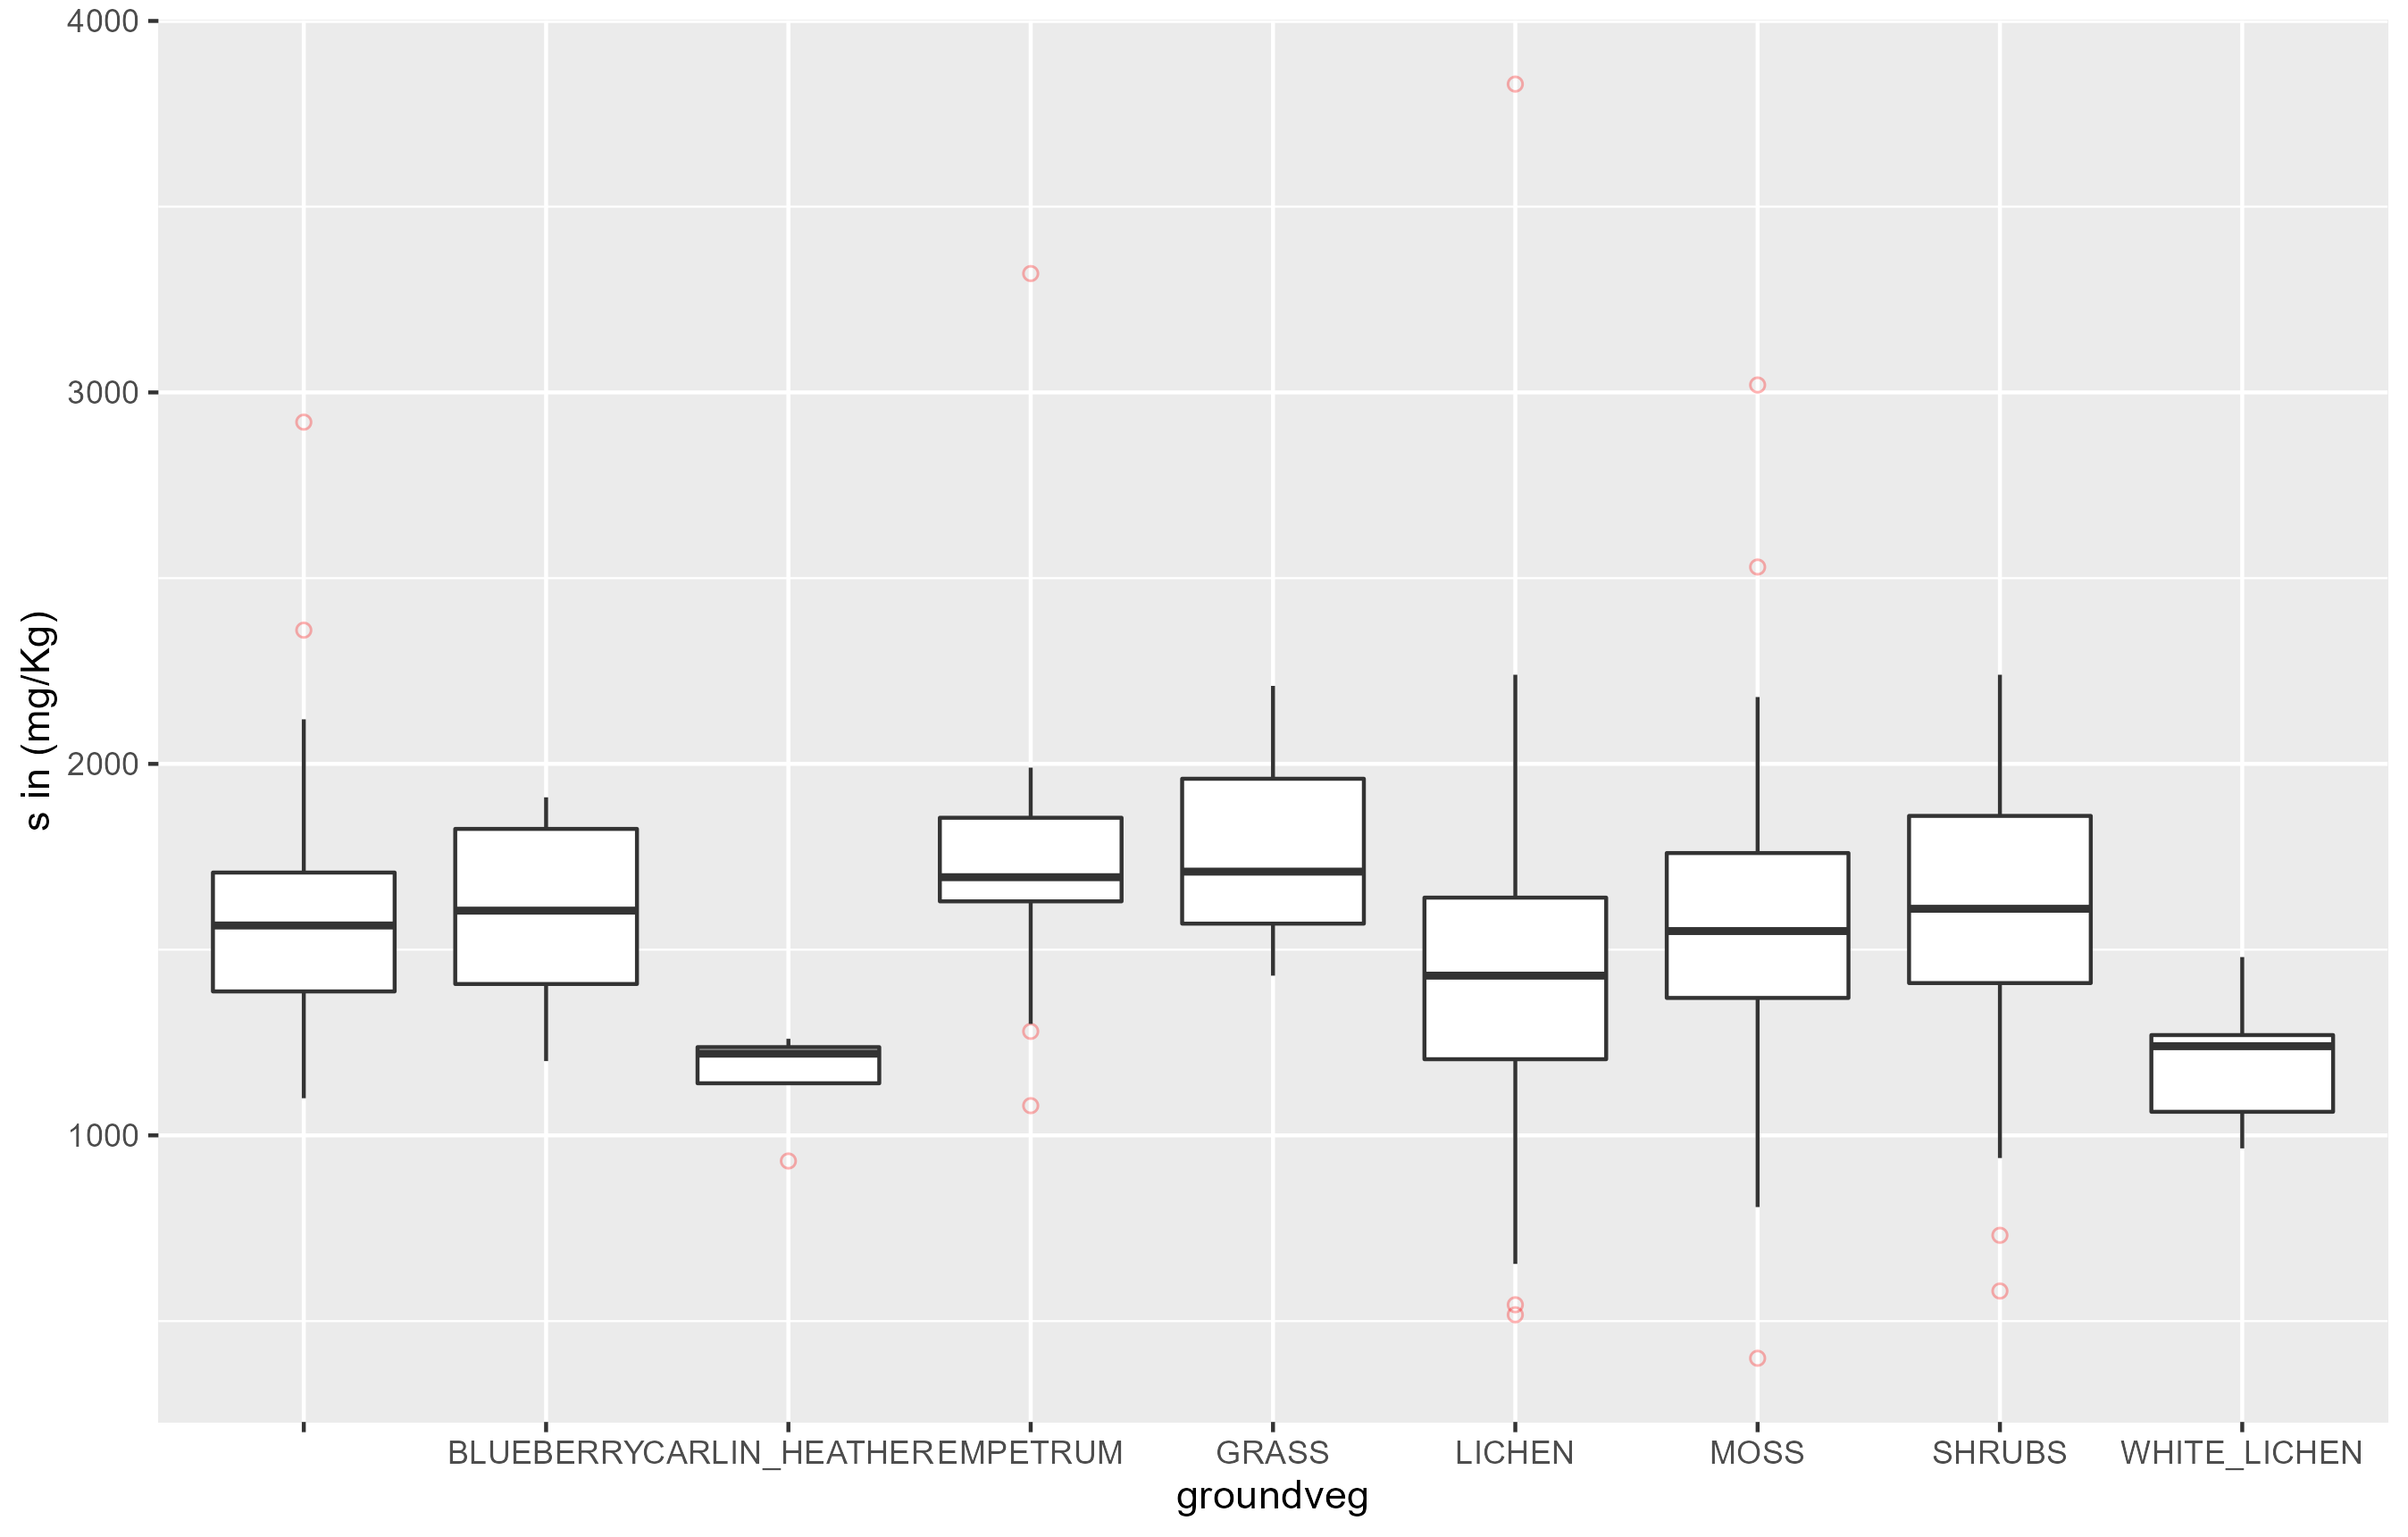 4000
3000
2000
1000
s in (mg/Kg)
BLUEBERRY CARLIN_HEATHER EMPETRUM GRASS LICHEN MOSS SHRUBS WHITE_LICHEN
groundveg